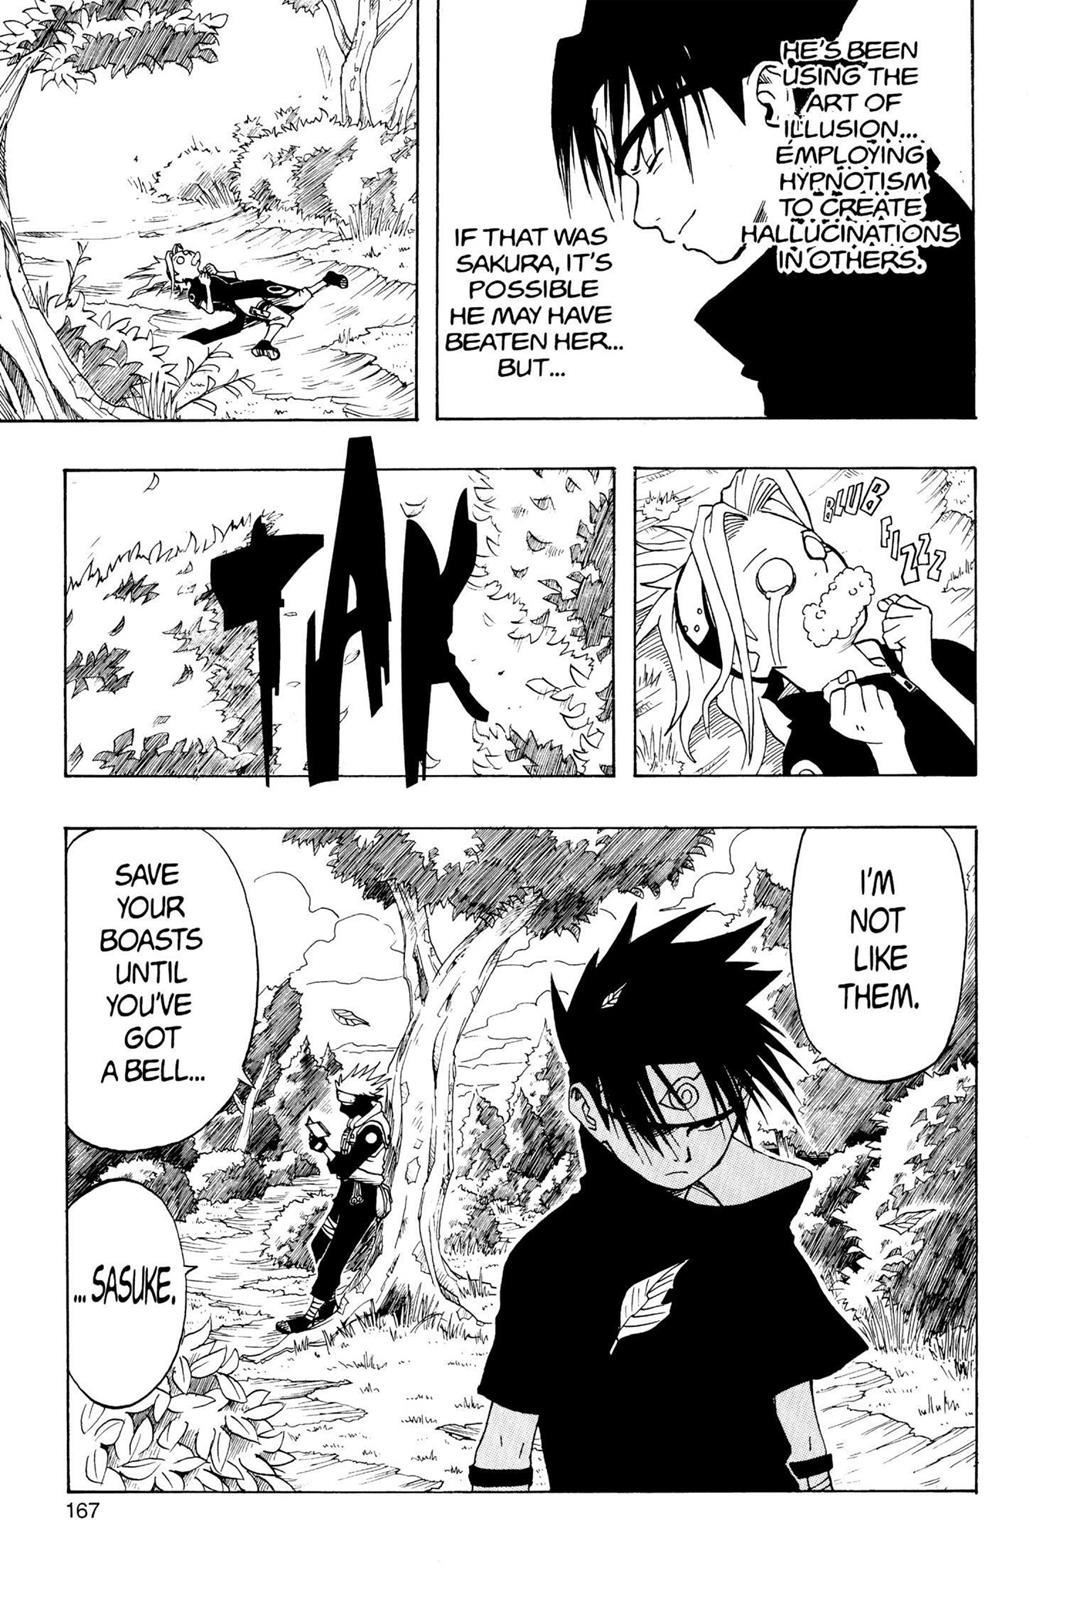 HE'S BEEN
USING THE
ART OF
ILLUSION...
EMPLOYING
HYPNOTISM
TO CREATE
HALLUCINATIONS
IN OTHERS.
IF THAT WAS
SAKURA, IT'S
POSSIBLE
HE MAY HAVE
BEATEN HER...
BUT...
BLUB
FIZZZ
TAK
I'M
NOT
LIKE
THEM.
SAVE
YOUR
BOASTS
UNTIL
YOU'VE
GOT
A BELL...
...SASUKE.
167